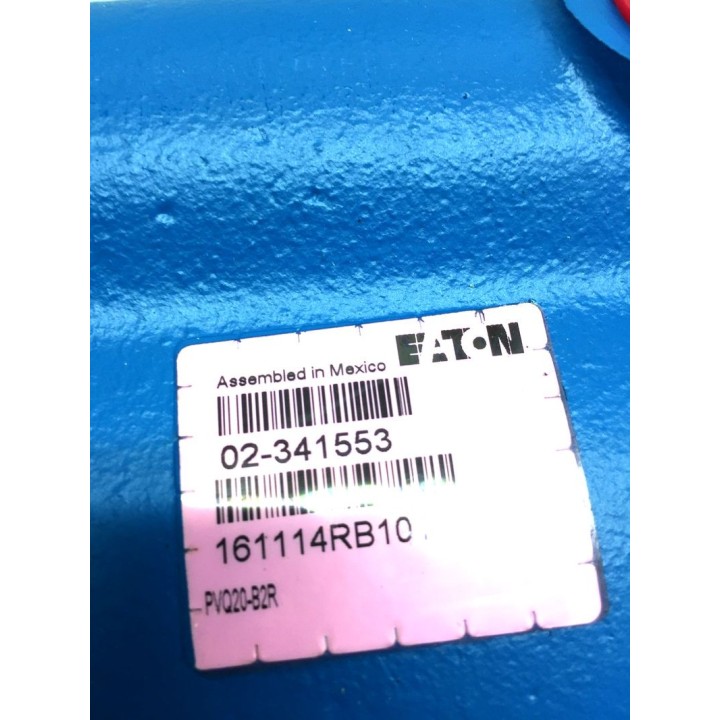 EATON
Assembled in Mexico
02-341553
161114RB10
PVQ20-B2R